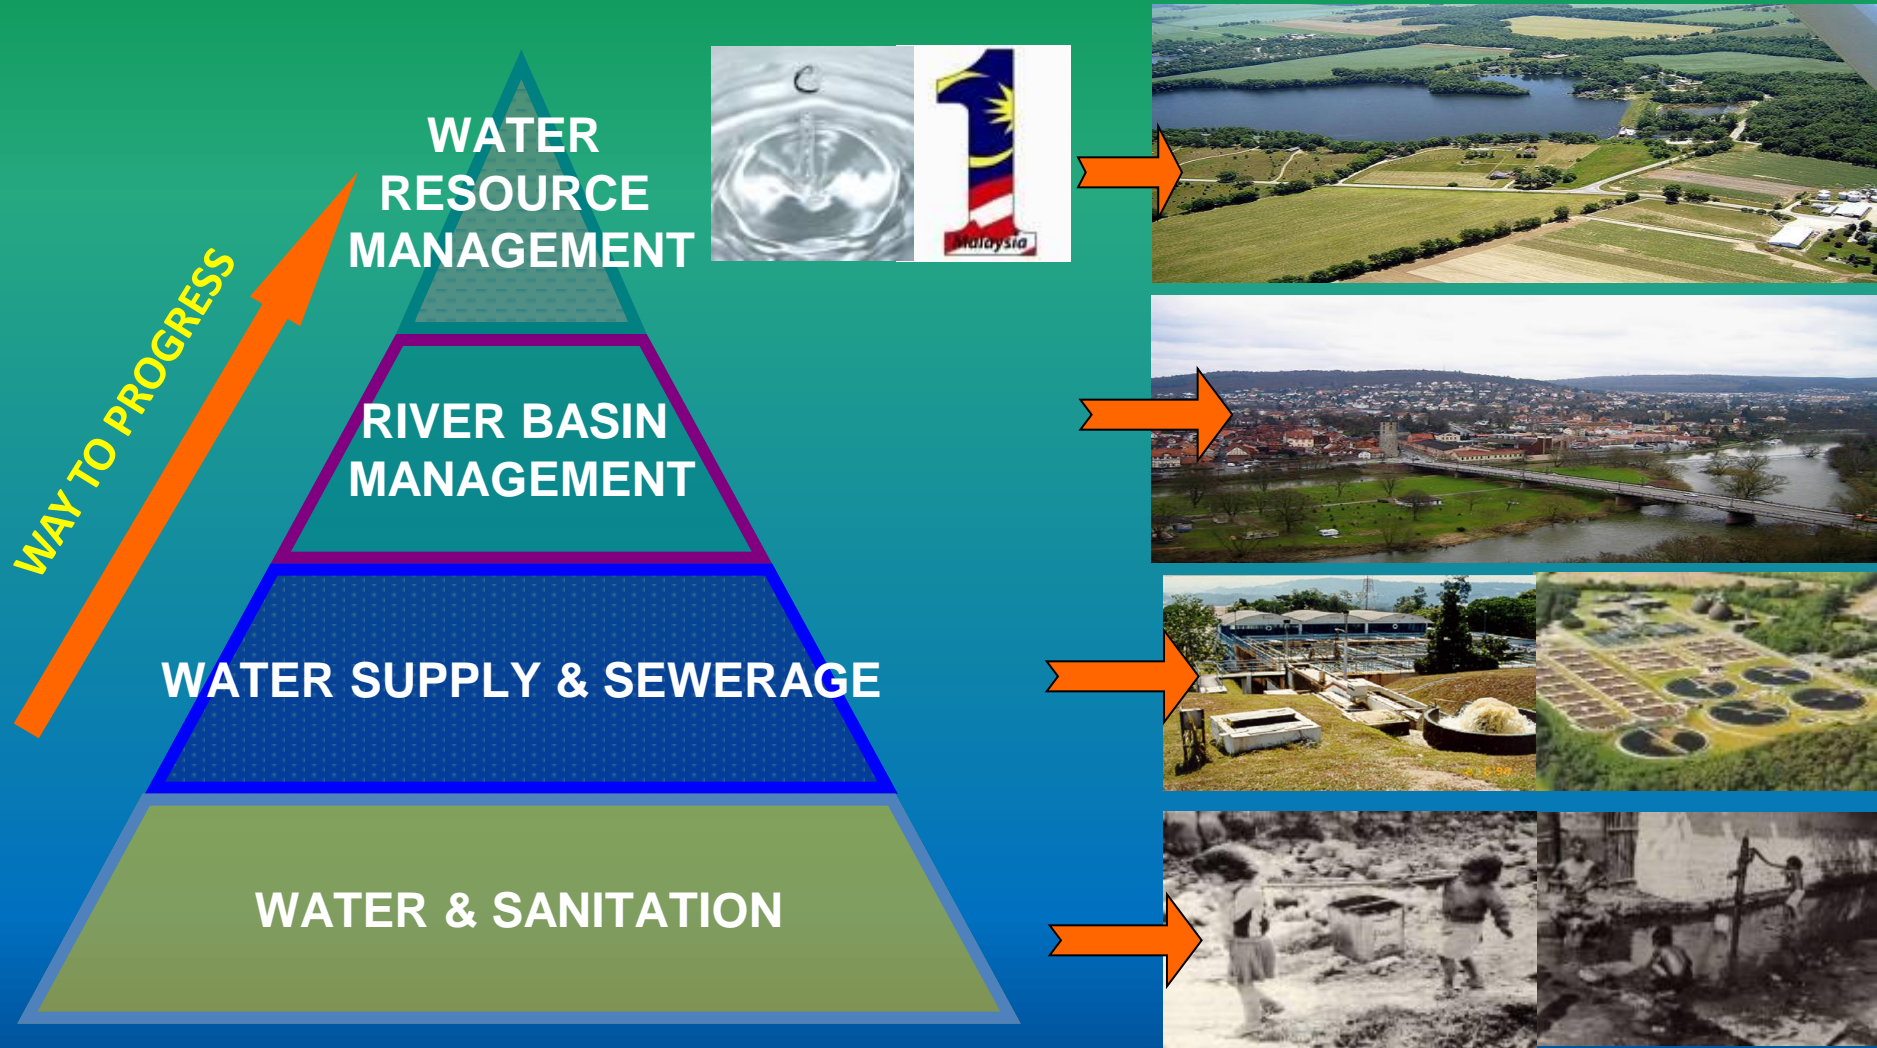 WATER
RESOURCE
MANAGEMENT
Malaysia
WAY TO PROGRESS
RIVER BASIN
MANAGEMENT
WATER SUPPLY & SEWERAGE
WATER & SANITATION